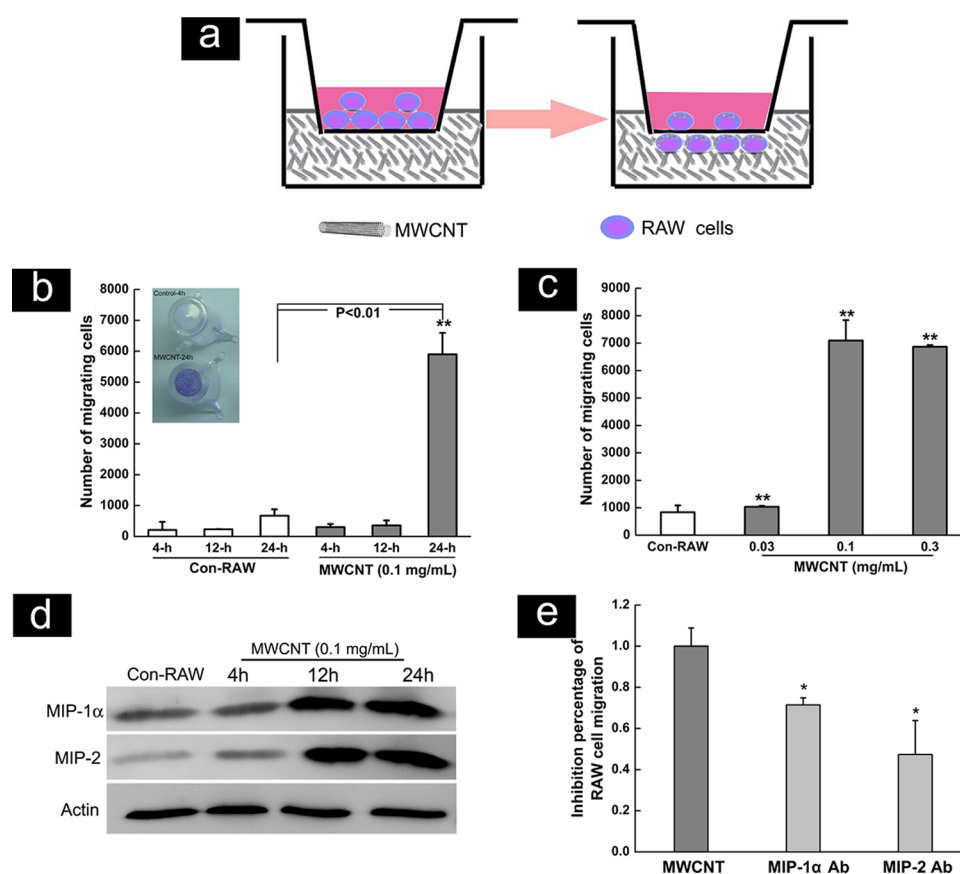 a
MWCNT
RAW cells
b
Number of migrating cells
8000
7000
6000
5000
4000
3000
2000
1000
0
Control-4h
MWCNT-24h
P<0.01
**
4-h 12-h 24-h 4-h 12-h 24-h
Con-RAW MWCNT (0.1 mg/mL)
c
Number of migrating cells
9000
8000
7000
6000
5000
4000
3000
2000
1000
0
** ** **
Con-RAW 0.03 0.1 0.3
MWCNT (mg/mL)
d
MWCNT (0.1 mg/mL)
Con-RAW 4h 12h 24h
MIP-1α
MIP-2
Actin
e
Inhibition percentage of
RAW cell migration
1.2
1.0
0.8
0.6
0.4
0.2
0.0
* *
MWCNT MIP-1α Ab MIP-2 Ab